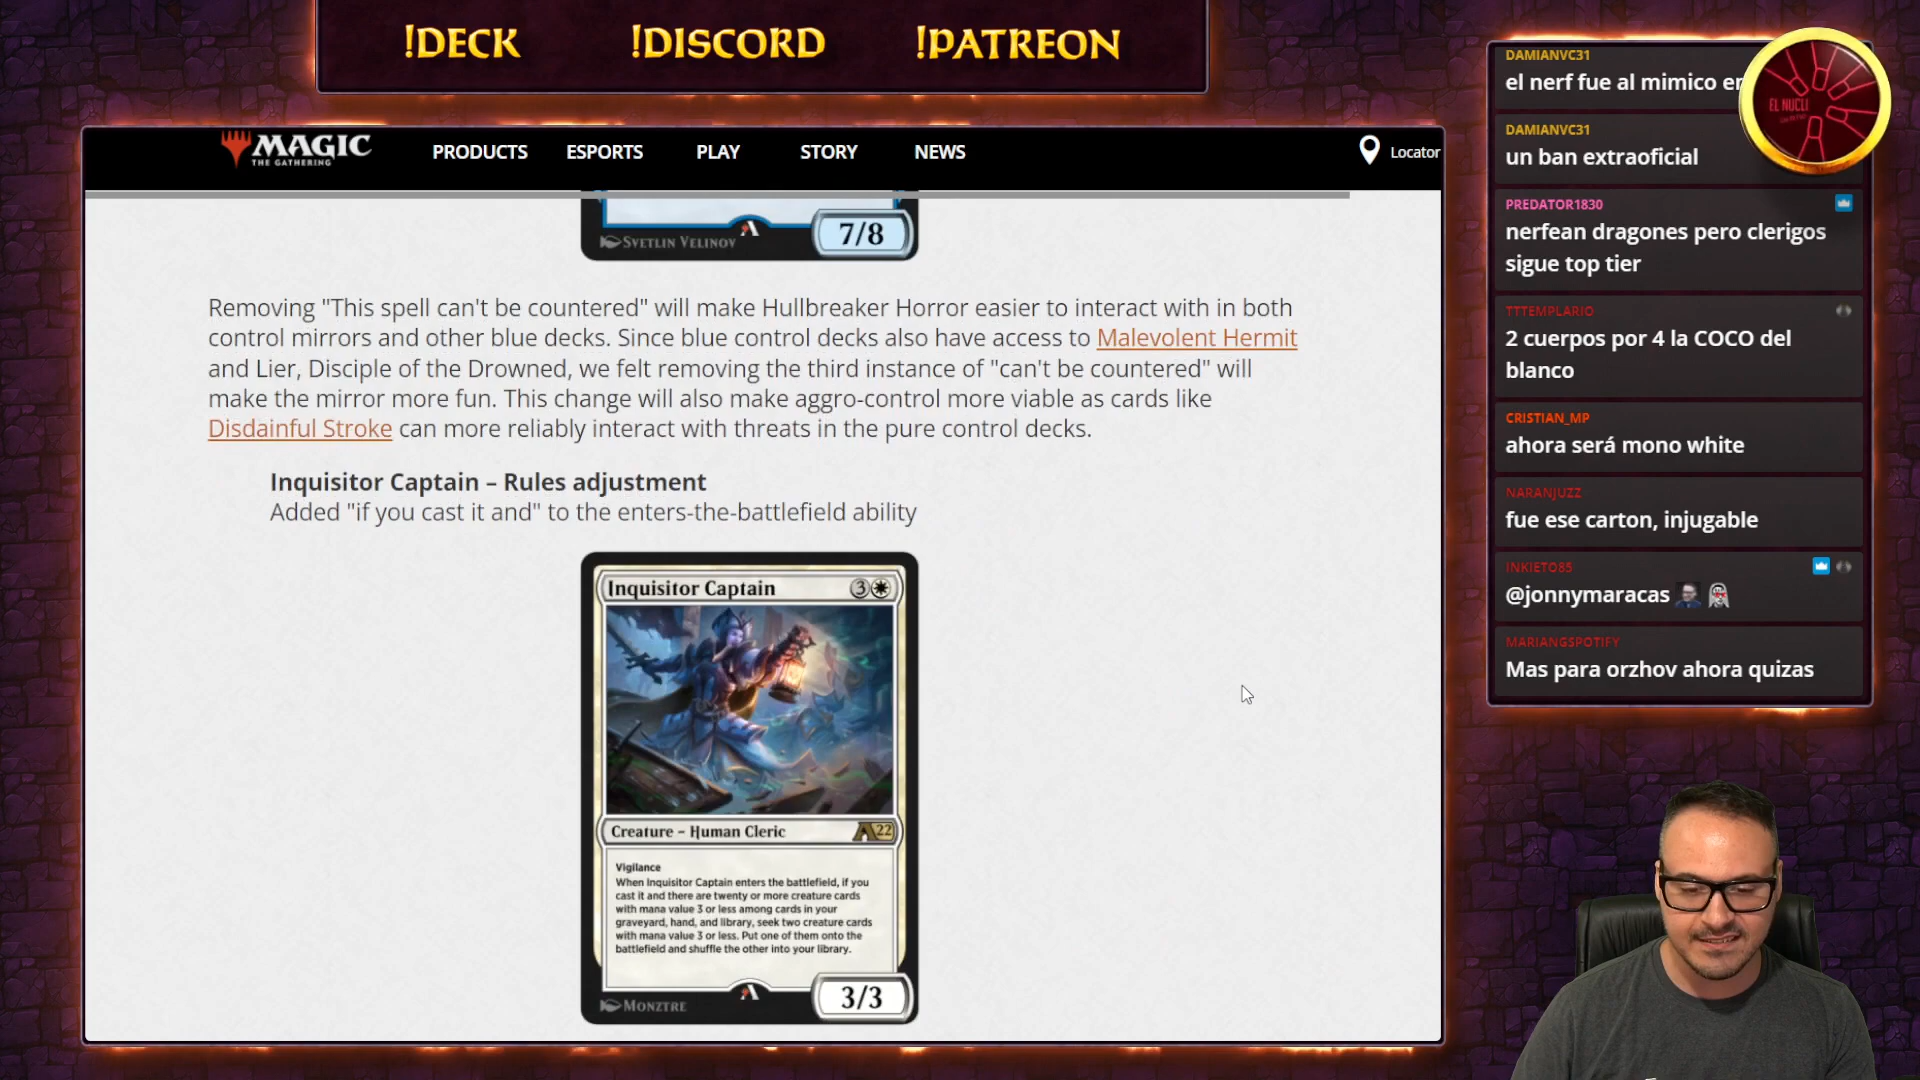 !DECK !DISCORD !PATREON
MAGIC
THE GATHERING
PRODUCTS ESPORTS PLAY STORY NEWS
Locator
SVETLIN VELINOV
7/8
Removing "This spell can't be countered" will make Hullbreaker Horror easier to interact with in both
control mirrors and other blue decks. Since blue control decks also have access to Malevolent Hermit
and Lier, Disciple of the Drowned, we felt removing the third instance of "can't be countered" will
make the mirror more fun. This change will also make aggro-control more viable as cards like
Disdainful Stroke can more reliably interact with threats in the pure control decks.
Inquisitor Captain – Rules adjustment
Added "if you cast it and" to the enters-the-battlefield ability
Inquisitor Captain 3
Creature – Human Cleric
A22
Vigilance
When Inquisitor Captain enters the battlefield, if you
cast it and there are twenty or more creature cards
with mana value 3 or less among cards in your
graveyard, hand, and library, seek two creature cards
with mana value 3 or less. Put one of them onto the
battlefield and shuffle the other into your library.
MONZTRE
3/3
DAMIANVC31
el nerf fue al mimico
EL NUCLI
DAMIANVC31
un ban extraoficial
PREDATOR1830
nerfean dragones pero clerigos
sigue top tier
TTTEMPLARIO
2 cuerpos por 4 la COCO del
blanco
CRISTIAN_MP
ahora será mono white
NARANJUZZ
fue ese carton, injugable
INKIETO85
@jonnymaracas
MARIANGSPOTIFY
Mas para orzhov ahora quizas